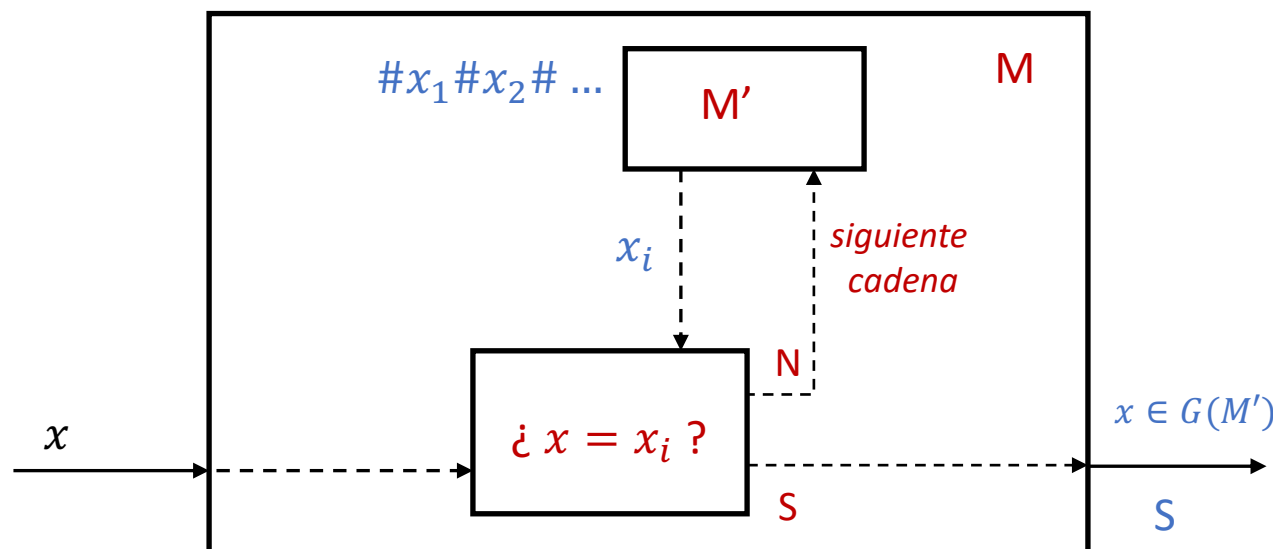 M
#x₁#x₂# ...
M’
xᵢ
siguiente
cadena
N
x
¿ x = xᵢ ?
x ∈ G(M′)
S
S